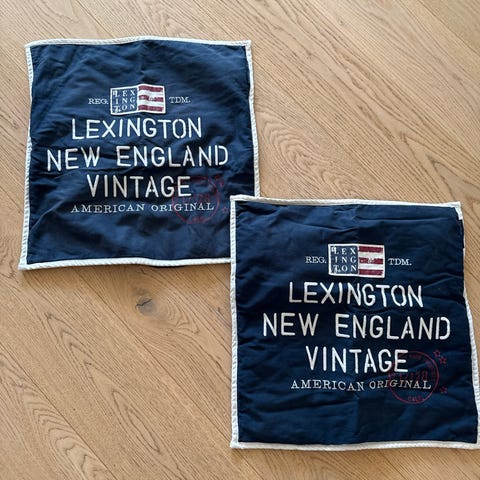 REG. LEX ING TON TDM.
LEXINGTON
NEW ENGLAND
VINTAGE
AMERICAN ORIGINAL
REG. LEX ING TON TDM.
LEXINGTON
NEW ENGLAND
VINTAGE
AMERICAN ORIGINAL